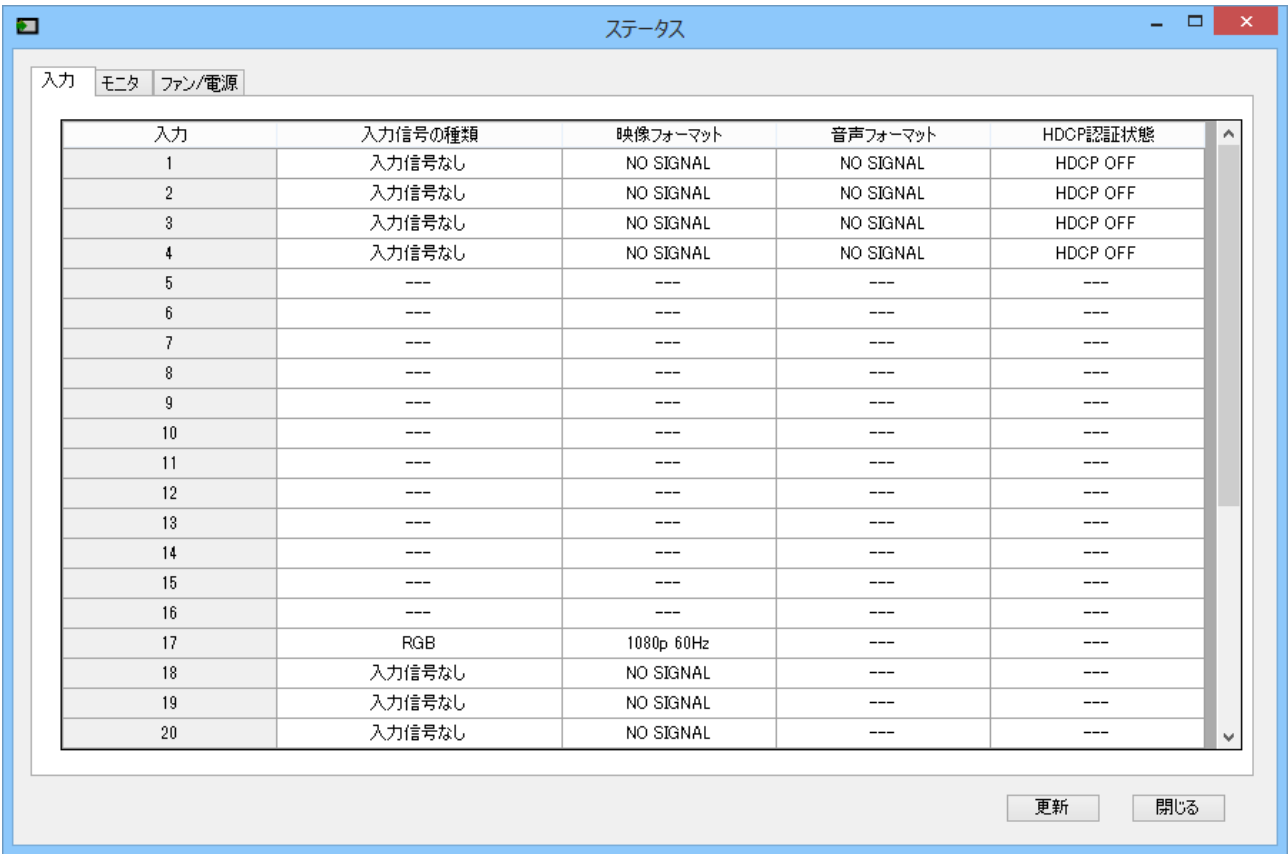 ステータス
入力 モニタ ファン/電源
入力 入力信号の種類 映像フォーマット 音声フォーマット HDCP認証状態
1 入力信号なし NO SIGNAL NO SIGNAL HDCP OFF
2 入力信号なし NO SIGNAL NO SIGNAL HDCP OFF
3 入力信号なし NO SIGNAL NO SIGNAL HDCP OFF
4 入力信号なし NO SIGNAL NO SIGNAL HDCP OFF
5 --- --- --- ---
6 --- --- --- ---
7 --- --- --- ---
8 --- --- --- ---
9 --- --- --- ---
10 --- --- --- ---
11 --- --- --- ---
12 --- --- --- ---
13 --- --- --- ---
14 --- --- --- ---
15 --- --- --- ---
16 --- --- --- ---
17 RGB 1080p 60Hz --- ---
18 入力信号なし NO SIGNAL --- ---
19 入力信号なし NO SIGNAL --- ---
20 入力信号なし NO SIGNAL --- ---
更新 閉じる